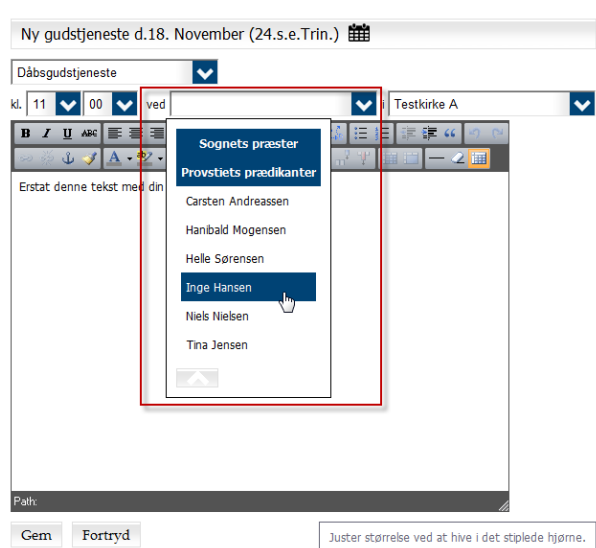 Ny gudstjeneste d.18. November (24.s.e.Trin.)
Dåbsgudstjeneste
kl. 11 00 ved i Testkirke A
B I U ABC
A
Erstat denne tekst med din
Sognets præster
Provstiets prædikanter
Carsten Andreassen
Hanibald Mogensen
Helle Sørensen
Inge Hansen
Niels Nielsen
Tina Jensen
Path:
Gem Fortryd
Juster størrelse ved at hive i det stiplede hjørne.